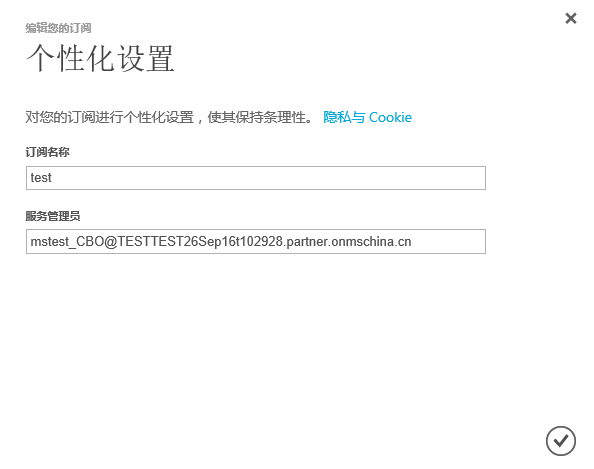 编辑您的订阅
个性化设置
对您的订阅进行个性化设置，使其保持条理性。 隐私与 Cookie
订阅名称
test
服务管理员
mstest_CBO@TESTTEST26Sep16t102928.partner.onmschina.cn